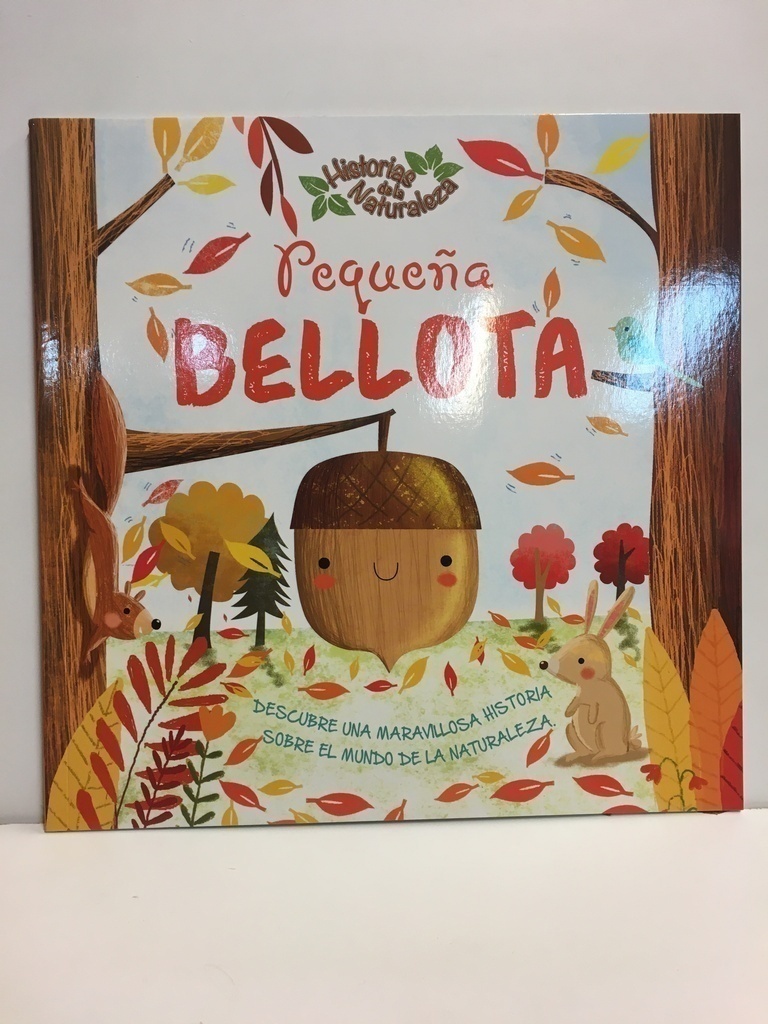 Historias
de la
Naturaleza
Pequeña
BELLOTA
DESCUBRE UNA MARAVILLOSA HISTORIA
SOBRE EL MUNDO DE LA NATURALEZA.